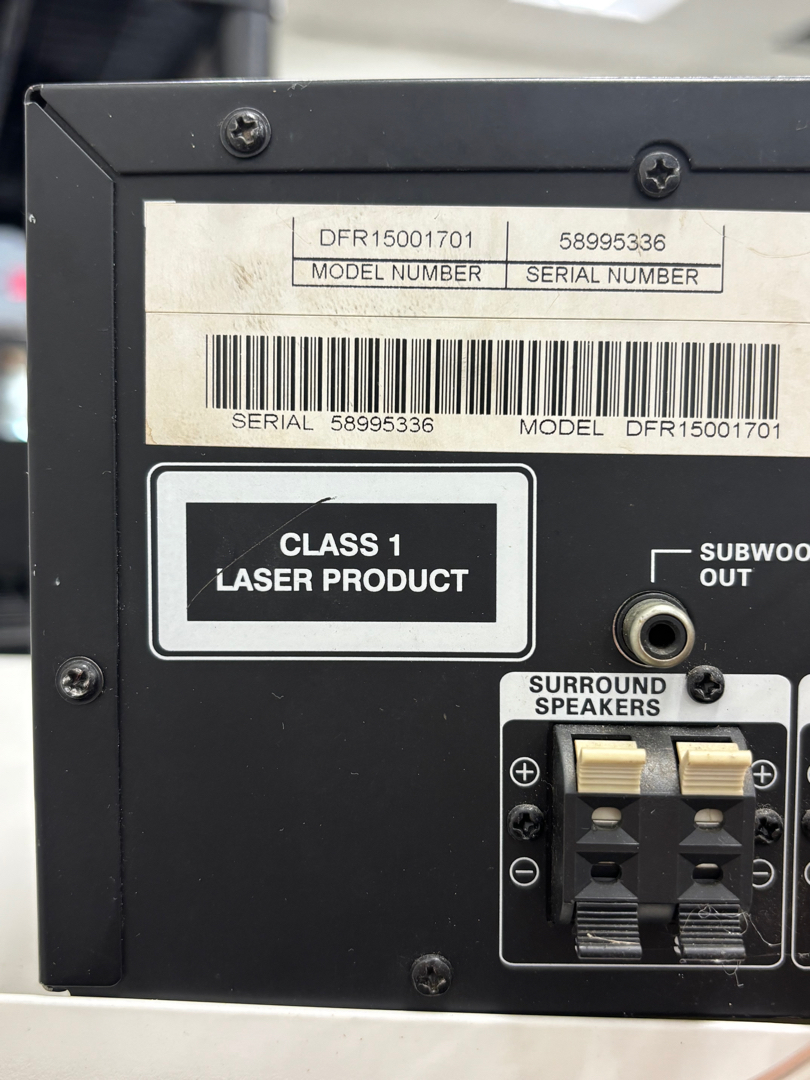 DFR15001701 58995336
MODEL NUMBER SERIAL NUMBER
SERIAL 58995336 MODEL DFR15001701
CLASS 1
LASER PRODUCT
SUBWOO
OUT
SURROUND
SPEAKERS
+ +
− −